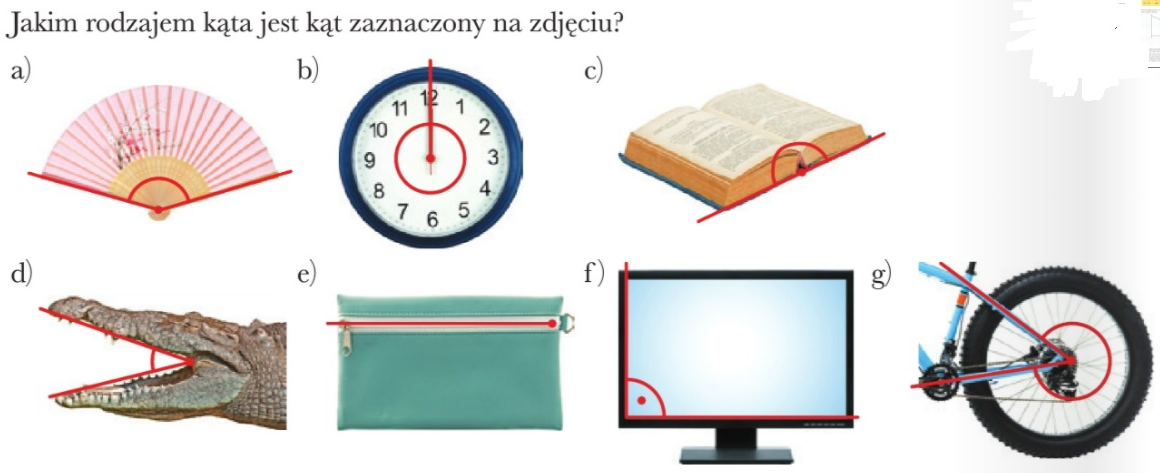 Jakim rodzajem kąta jest kąt zaznaczony na zdjęciu?
a)
b)
c)
12
11
1
10
2
9
3
8
4
7
5
6
d)
e)
f)
g)